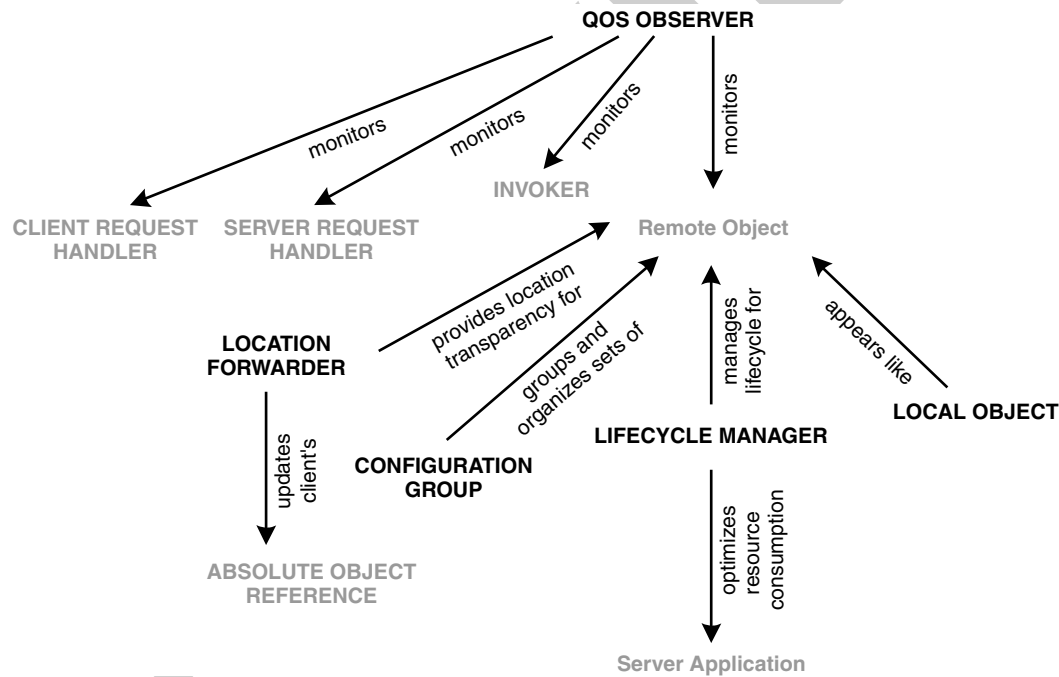 QOS OBSERVER
monitors
monitors
monitors
monitors
INVOKER
CLIENT REQUEST
HANDLER
SERVER REQUEST
HANDLER
Remote Object
provides location
transparency for
groups and
organizes sets of
manages
lifecycle for
appears like
LOCATION
FORWARDER
LOCAL OBJECT
LIFECYCLE MANAGER
CONFIGURATION
GROUP
updates
client's
optimizes
resource
consumption
ABSOLUTE OBJECT
REFERENCE
Server Application